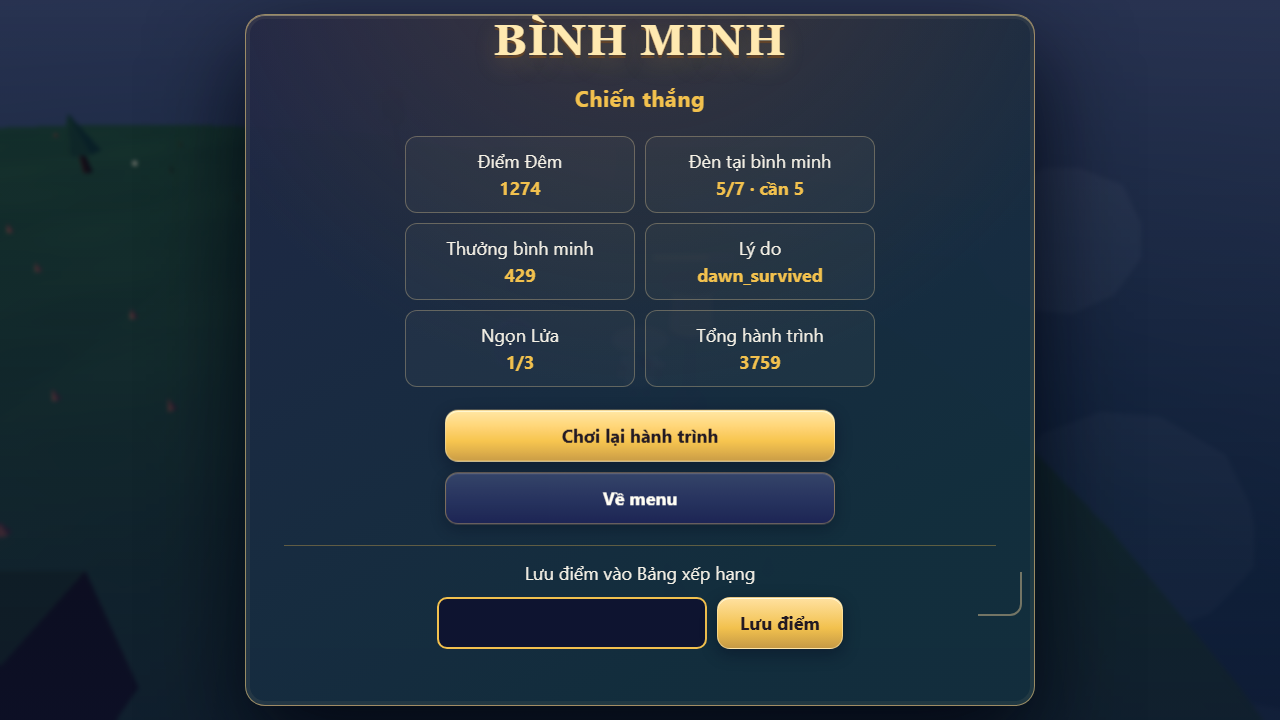 BÌNH MINH
Chiến thắng
Điểm Đêm
1274
Đèn tại bình minh
5/7 · cần 5
Thưởng bình minh
429
Lý do
dawn_survived
Ngọn Lửa
1/3
Tổng hành trình
3759
Chơi lại hành trình
Về menu
Lưu điểm vào Bảng xếp hạng
Lưu điểm